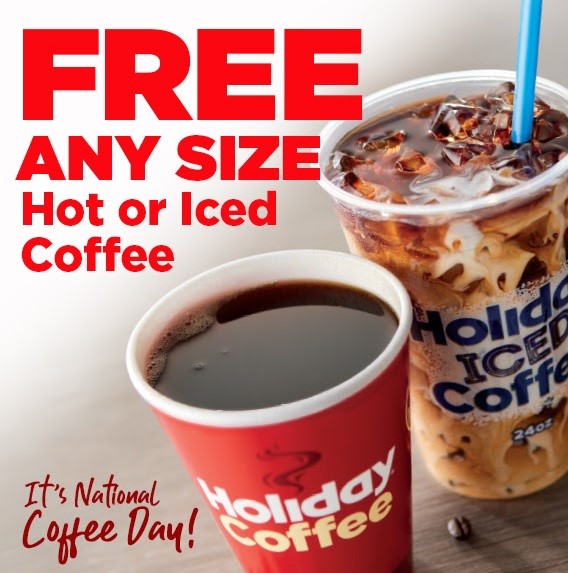 FREE
ANY SIZE
Hot or Iced
Coffee
Holiday
ICED
Coffee
24oz
Holiday
Coffee
It's National
Coffee Day!